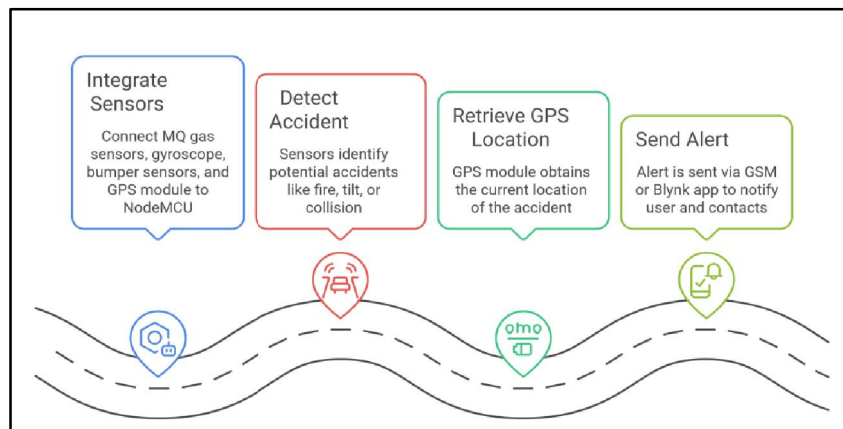 Integrate
Sensors
Connect MQ gas
sensors, gyroscope,
bumper sensors, and
GPS module to
NodeMCU
Detect
Accident
Sensors identify
potential accidents
like fire, tilt, or
collision
Retrieve GPS
Location
GPS module obtains
the current location
of the accident
Send Alert
Alert is sent via GSM
or Blynk app to notify
user and contacts